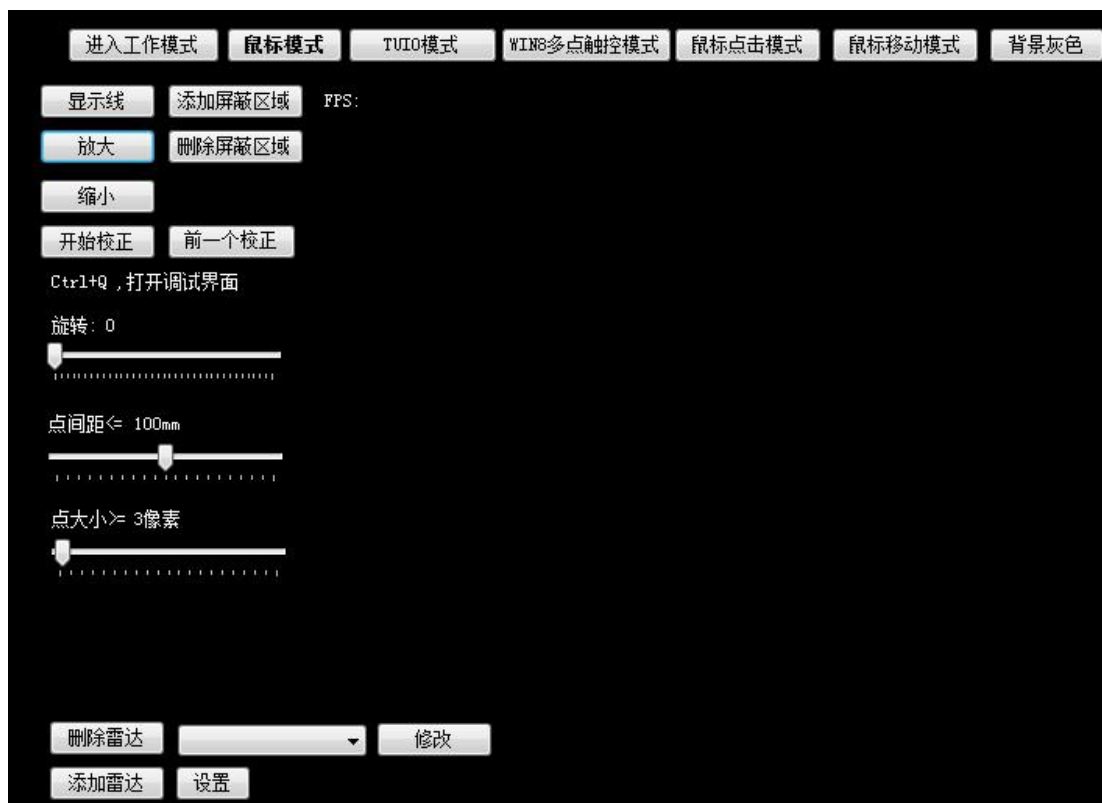 进入工作模式 鼠标模式 TUIO模式 WIN8多点触控模式 鼠标点击模式 鼠标移动模式 背景灰色
显示线 添加屏蔽区域 FPS:
放大 删除屏蔽区域
缩小
开始校正 前一个校正
Ctrl+Q ,打开调试界面
旋转: 0
点间距<= 100mm
点大小>= 3像素
删除雷达 修改
添加雷达 设置